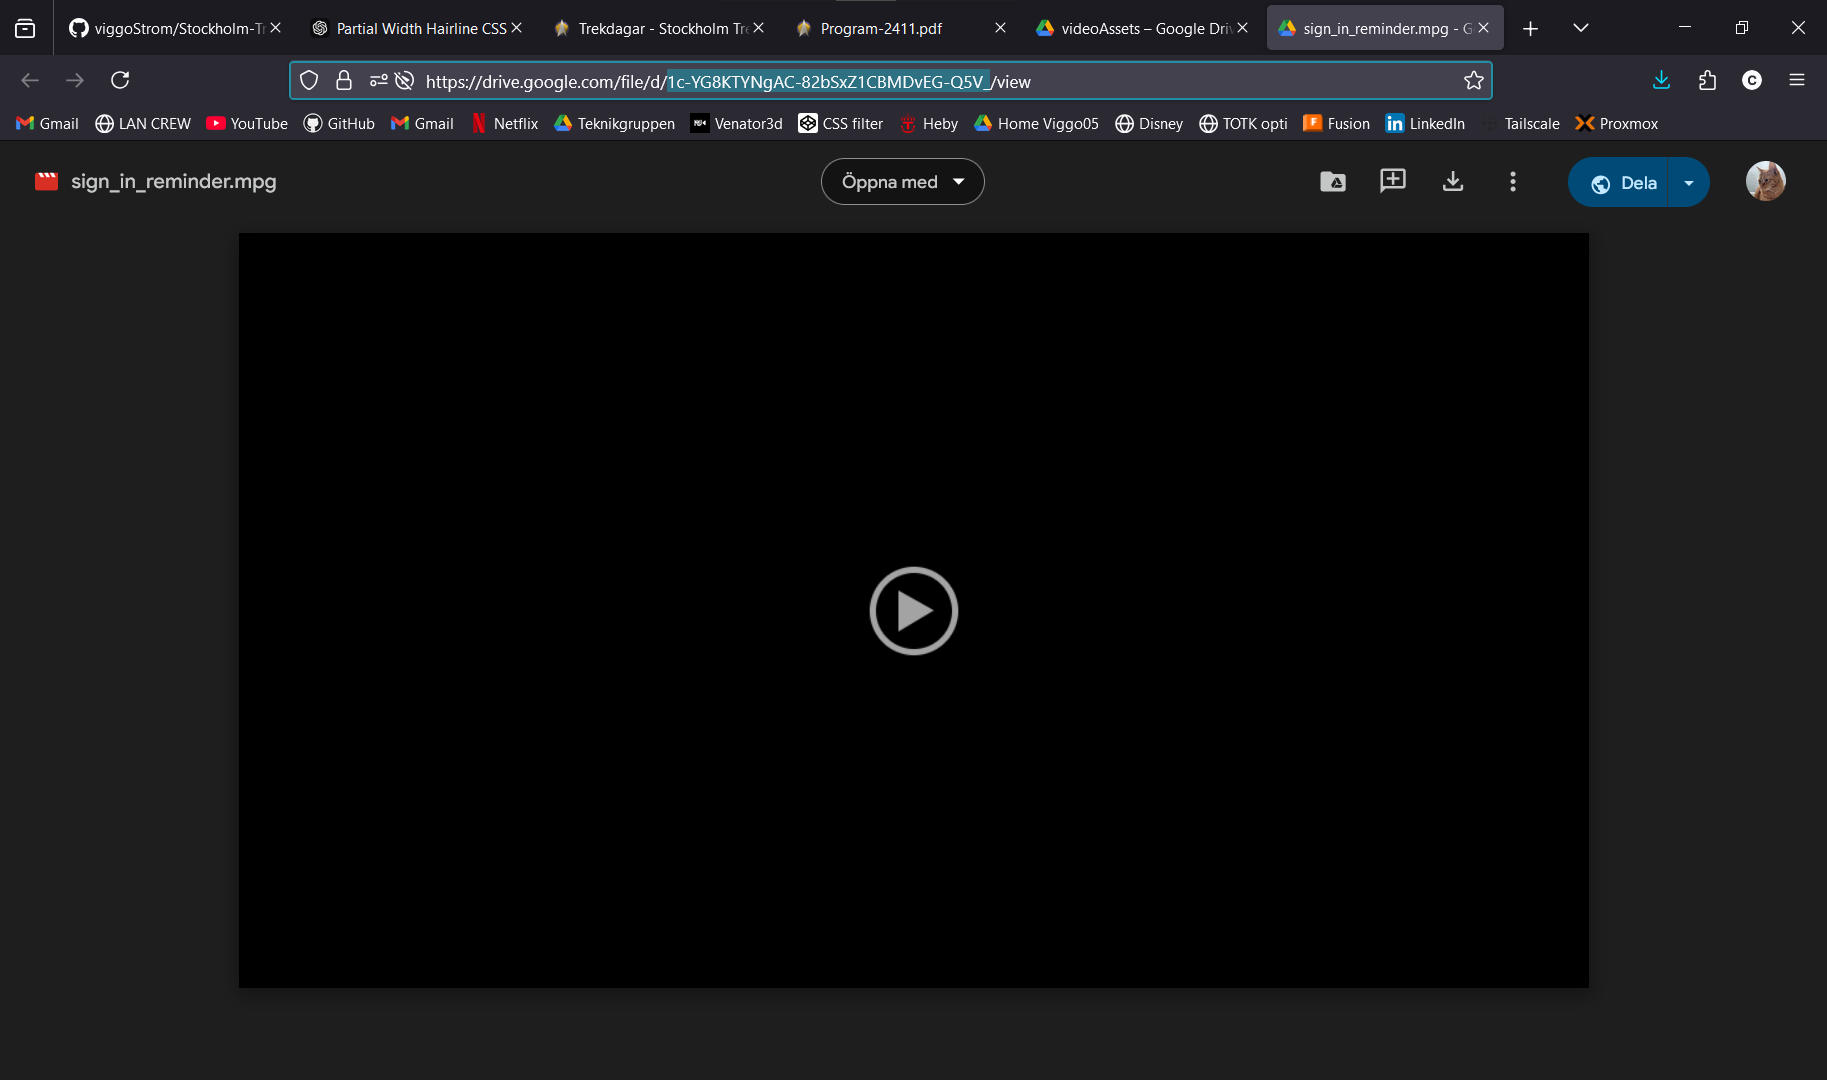 viggoStrom/Stockholm-Tr
Partial Width Hairline CSS
Trekdagar - Stockholm Tre
Program-2411.pdf
videoAssets – Google Driv
sign_in_reminder.mpg - G
https://drive.google.com/file/d/1c-YG8KTYNgAC-82bSxZ1CBMDvEG-Q5V_/view
C
Gmail
LAN CREW
YouTube
GitHub
Gmail
Netflix
Teknikgruppen
Venator3d
CSS filter
Heby
Home Viggo05
Disney
TOTK opti
Fusion
LinkedIn
Tailscale
Proxmox
sign_in_reminder.mpg
Öppna med
Dela